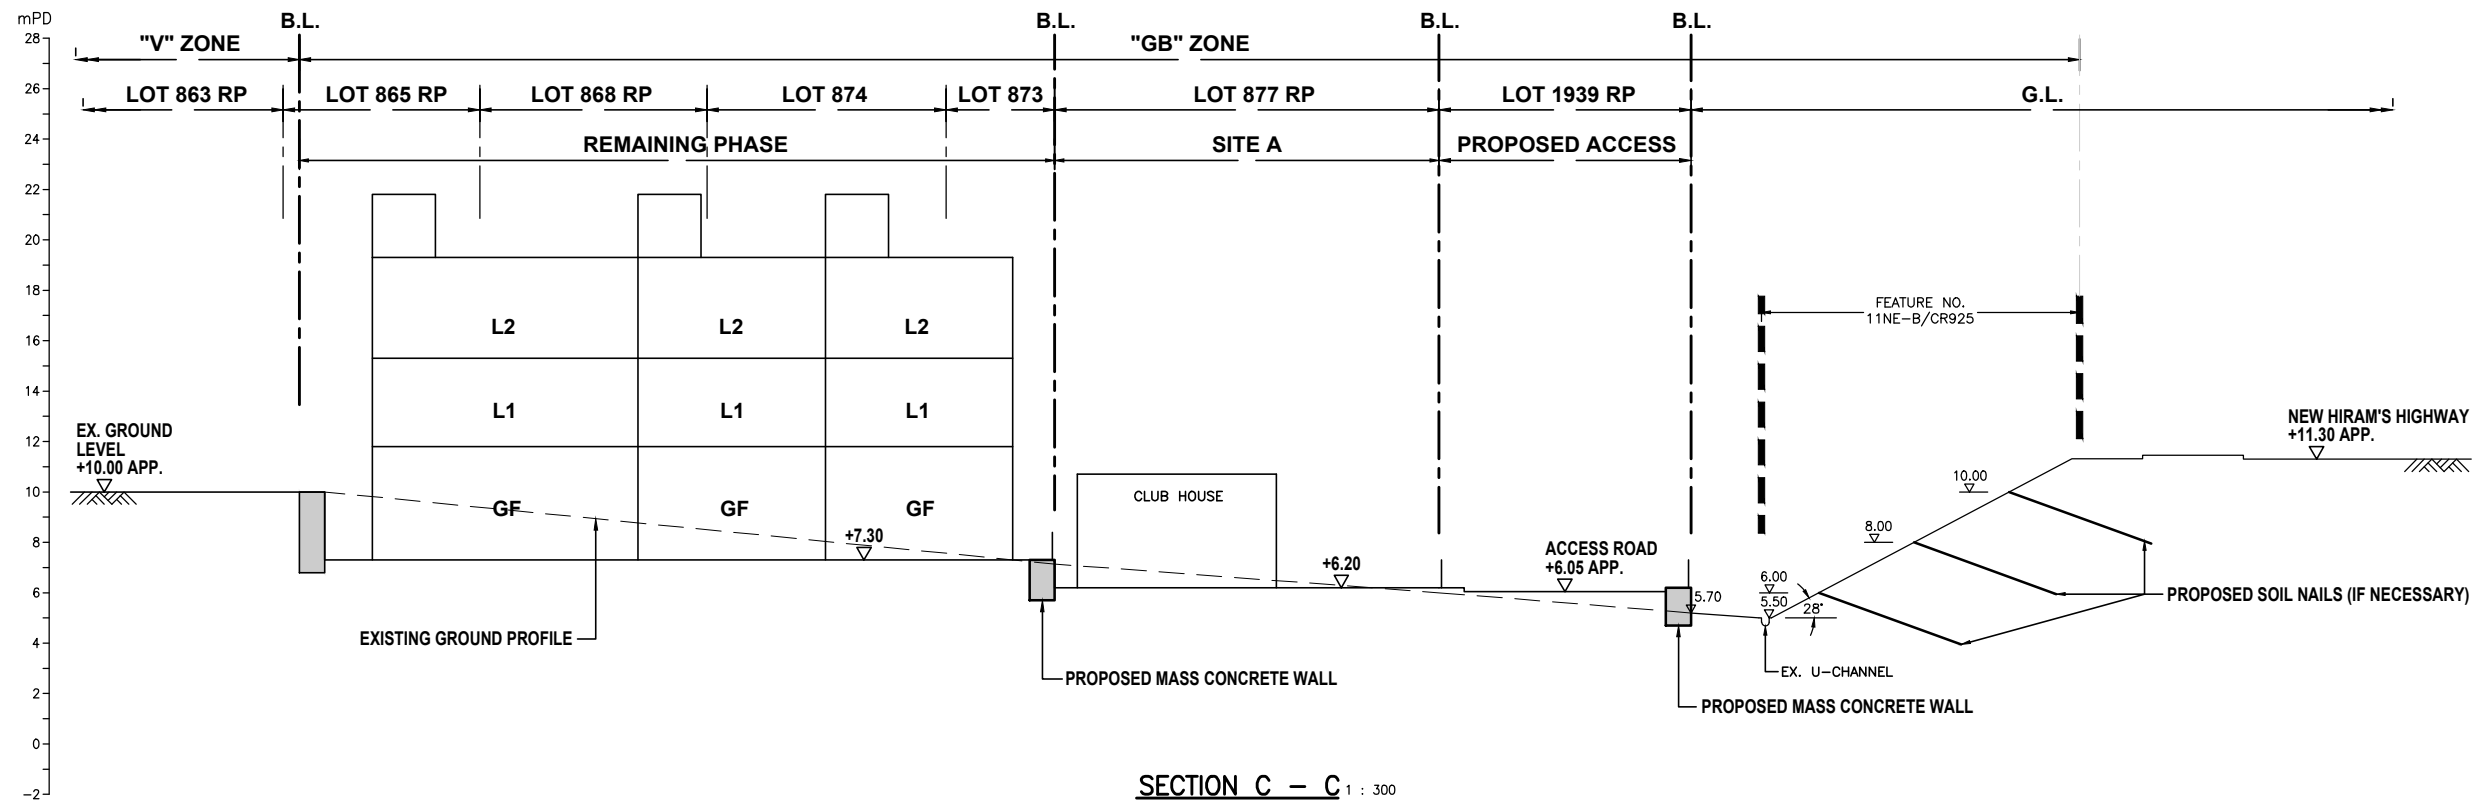 mPD
B.L.
B.L.
B.L.
B.L.
28
"V" ZONE
"GB" ZONE
26
LOT 863 RP
LOT 865 RP
LOT 868 RP
LOT 874
LOT 873
LOT 877 RP
LOT 1939 RP
G.L.
24
REMAINING PHASE
SITE A
PROPOSED ACCESS
22
20
18
FEATURE NO.
11NE-B/CR925
L2
L2
L2
16
14
L1
L1
L1
12
EX. GROUND
LEVEL
+10.00 APP.
NEW HIRAM'S HIGHWAY
+11.30 APP.
10
10.00
CLUB HOUSE
GF
GF
GF
8
+7.30
8.00
ACCESS ROAD
+6.05 APP.
+6.20
6
6.00
5.50
5.70
28°
PROPOSED SOIL NAILS (IF NECESSARY)
4
EXISTING GROUND PROFILE
PROPOSED MASS CONCRETE WALL
EX. U-CHANNEL
PROPOSED MASS CONCRETE WALL
2
0
-2
SECTION C - C 1 : 300